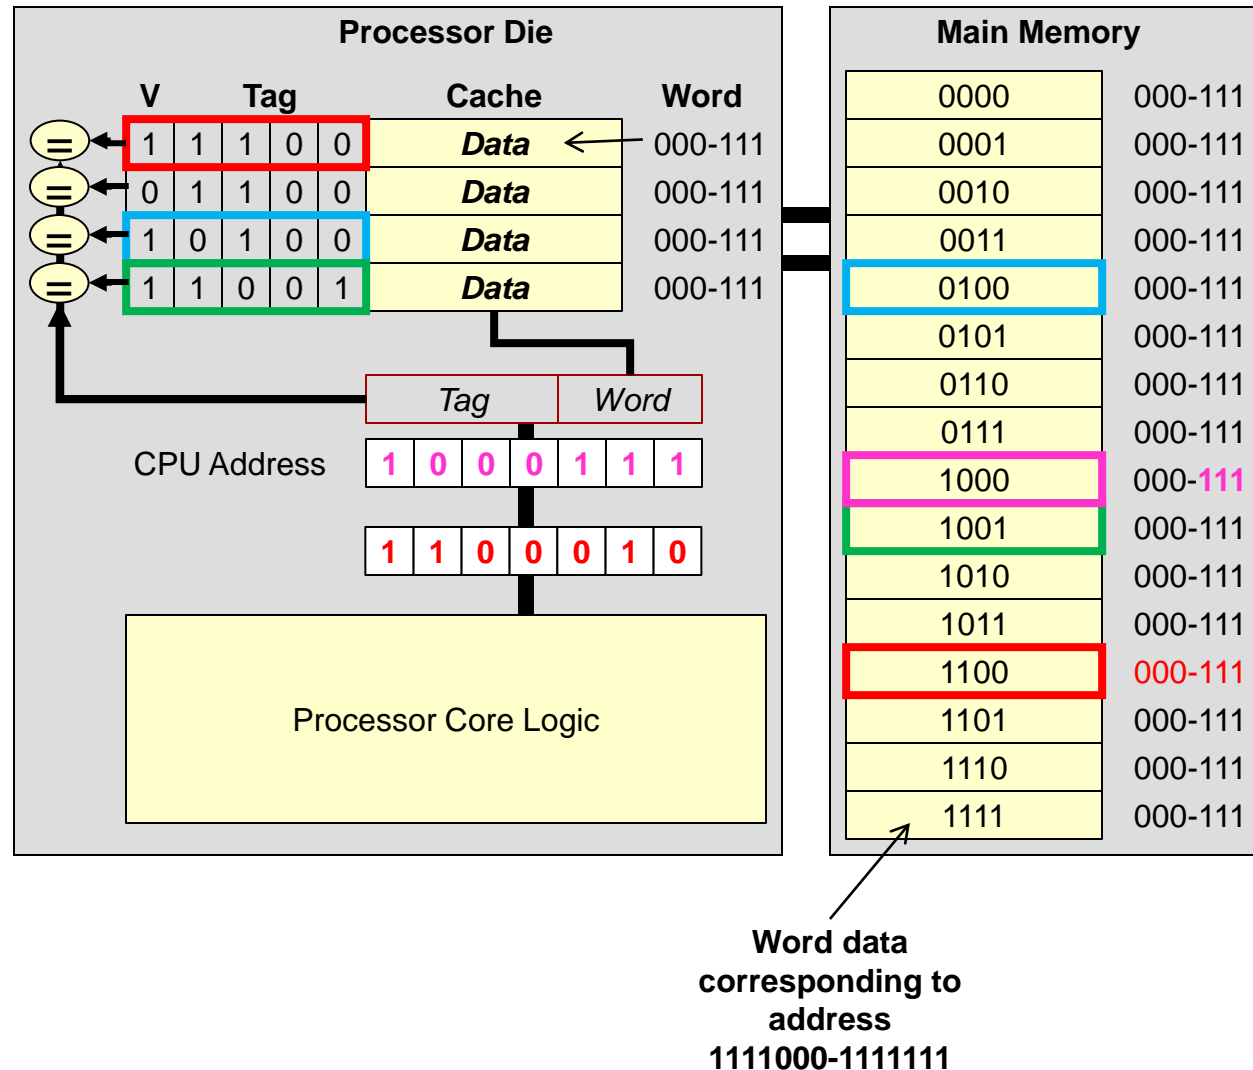 Processor Die
V Tag Cache Word
= 1 1 1 0 0 Data 000-111
= 0 1 1 0 0 Data 000-111
= 1 0 1 0 0 Data 000-111
= 1 1 0 0 1 Data 000-111
Tag Word
CPU Address 1 0 0 0 1 1 1
1 1 0 0 0 1 0
Processor Core Logic
Main Memory
0000 000-111
0001 000-111
0010 000-111
0011 000-111
0100 000-111
0101 000-111
0110 000-111
0111 000-111
1000 000-111
1001 000-111
1010 000-111
1011 000-111
1100 000-111
1101 000-111
1110 000-111
1111 000-111
Word data
corresponding to
address
1111000-1111111